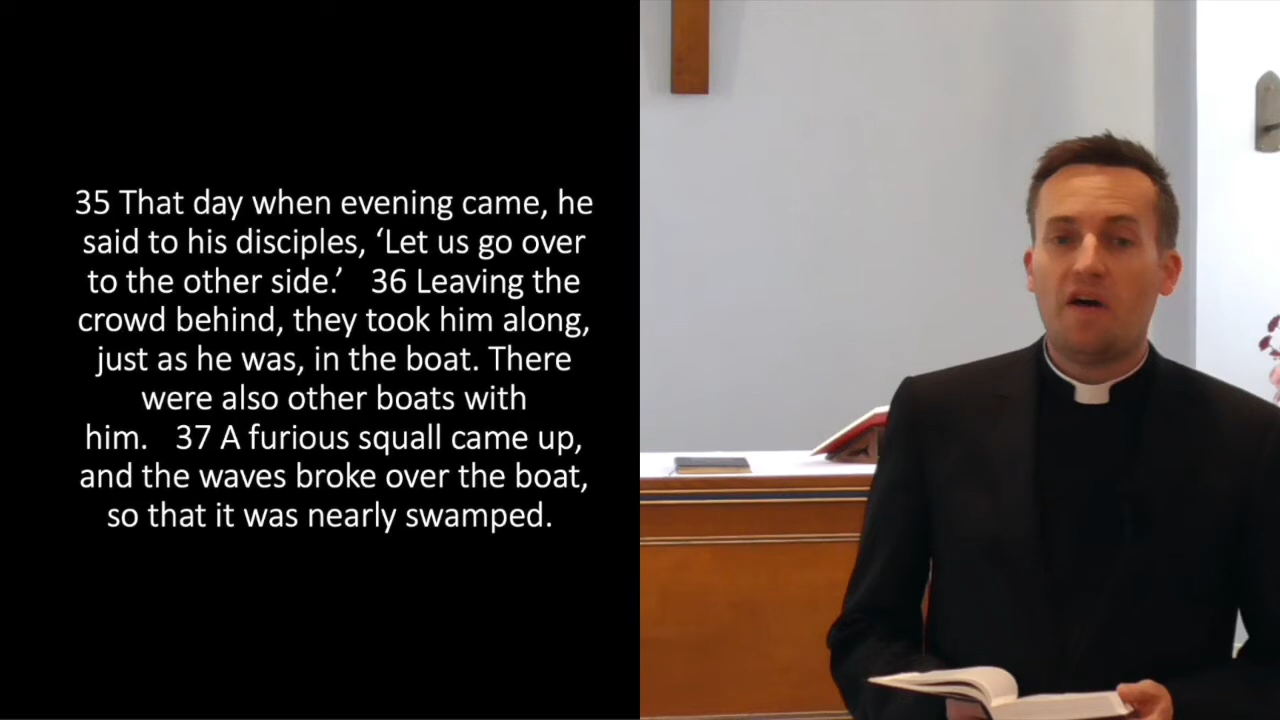 35 That day when evening came, he
said to his disciples, ‘Let us go over
to the other side.’ 36 Leaving the
crowd behind, they took him along,
just as he was, in the boat. There
were also other boats with
him. 37 A furious squall came up,
and the waves broke over the boat,
so that it was nearly swamped.